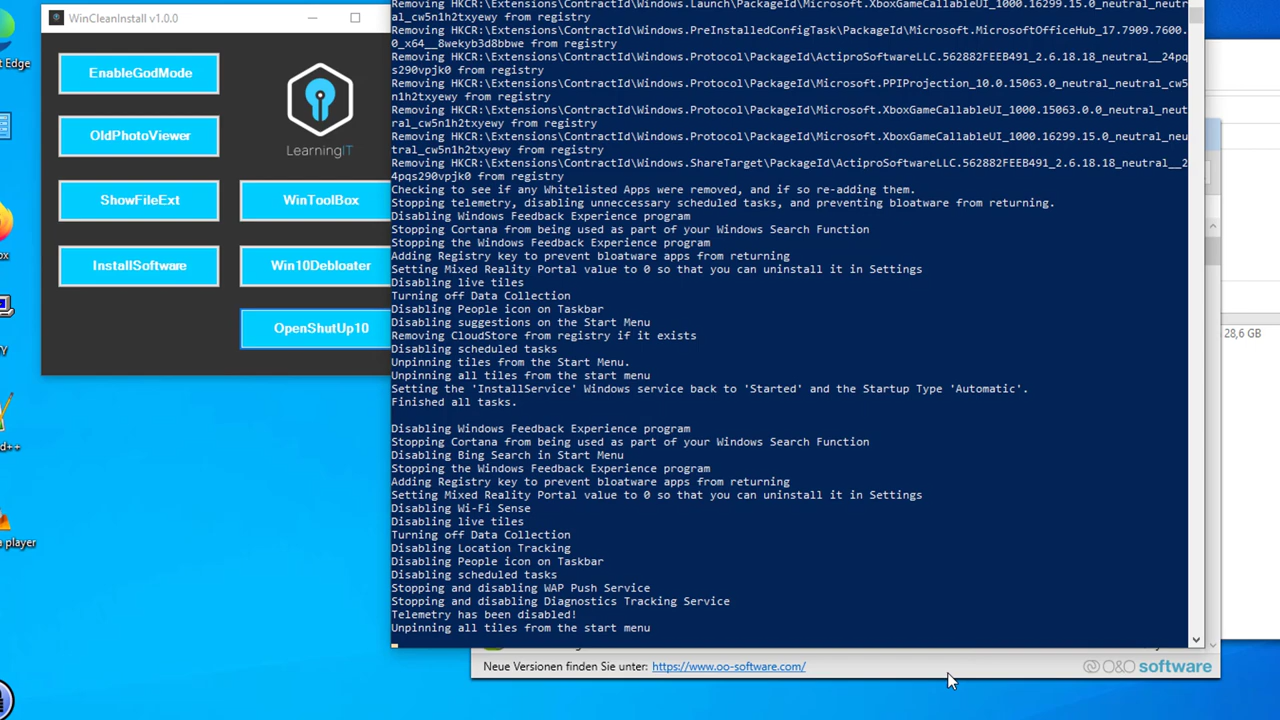 WinCleanInstall v1.0.0
EnableGodMode
OldPhotoViewer
ShowFileExt
WinToolBox
InstallSoftware
Win10Debloater
OpenShutUp10
LearningIT
t Edge
ox
Y
d++
a player
Removing HKCR:\Extensions\ContractId\Windows.Launch\PackageId\Microsoft.XboxGameCallableUI_1000.16299.15.0_neutral_neutr
al_cw5n1h2txyewy from registry
Removing HKCR:\Extensions\ContractId\Windows.PreInstalledConfigTask\PackageId\Microsoft.MicrosoftOfficeHub_17.7909.7600.
0_x64__8wekyb3d8bbwe from registry
Removing HKCR:\Extensions\ContractId\Windows.Protocol\PackageId\ActiproSoftwareLLC.562882FEEB491_2.6.18.18_neutral__24pq
s290vpjk0 from registry
Removing HKCR:\Extensions\ContractId\Windows.Protocol\PackageId\Microsoft.PPIProjection_10.0.15063.0_neutral_neutral_cw5
n1h2txyewy from registry
Removing HKCR:\Extensions\ContractId\Windows.Protocol\PackageId\Microsoft.XboxGameCallableUI_1000.15063.0.0_neutral_neut
ral_cw5n1h2txyewy from registry
Removing HKCR:\Extensions\ContractId\Windows.Protocol\PackageId\Microsoft.XboxGameCallableUI_1000.16299.15.0_neutral_neu
tral_cw5n1h2txyewy from registry
Removing HKCR:\Extensions\ContractId\Windows.ShareTarget\PackageId\ActiproSoftwareLLC.562882FEEB491_2.6.18.18_neutral__2
4pqs290vpjk0 from registry
Checking to see if any Whitelisted Apps were removed, and if so re-adding them.
Stopping telemetry, disabling unneccessary scheduled tasks, and preventing bloatware from returning.
Disabling Windows Feedback Experience program
Stopping Cortana from being used as part of your Windows Search Function
Stopping the Windows Feedback Experience program
Adding Registry key to prevent bloatware apps from returning
Setting Mixed Reality Portal value to 0 so that you can uninstall it in Settings
Disabling live tiles
Turning off Data Collection
Disabling People icon on Taskbar
Disabling suggestions on the Start Menu
Removing CloudStore from registry if it exists
Disabling scheduled tasks
Unpinning tiles from the Start Menu.
Unpinning all tiles from the start menu
Setting the 'InstallService' Windows service back to 'Started' and the Startup Type 'Automatic'.
Finished all tasks.
Disabling Windows Feedback Experience program
Stopping Cortana from being used as part of your Windows Search Function
Disabling Bing Search in Start Menu
Stopping the Windows Feedback Experience program
Adding Registry key to prevent bloatware apps from returning
Setting Mixed Reality Portal value to 0 so that you can uninstall it in Settings
Disabling Wi-Fi Sense
Disabling live tiles
Turning off Data Collection
Disabling Location Tracking
Disabling People icon on Taskbar
Disabling scheduled tasks
Stopping and disabling WAP Push Service
Stopping and disabling Diagnostics Tracking Service
Telemetry has been disabled!
Unpinning all tiles from the start menu
28,6 GB
Neue Versionen finden Sie unter: https://www.oo-software.com/
O&O software